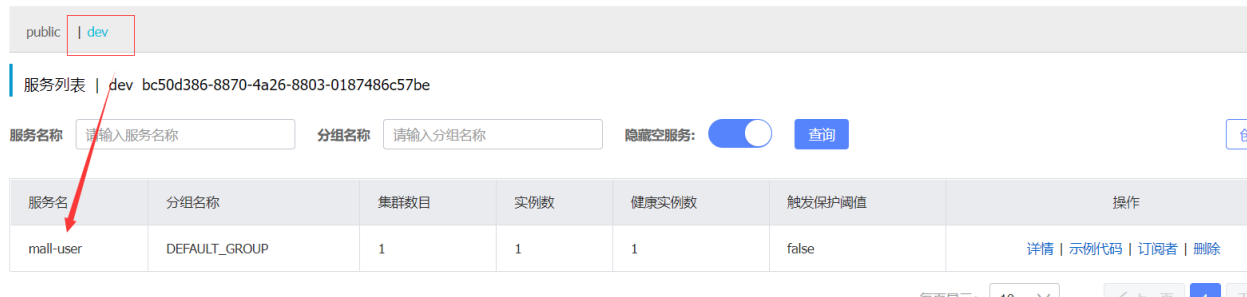 public | dev
服务列表 | dev bc50d386-8870-4a26-8803-0187486c57be
服务名称 请输入服务名称 分组名称 请输入分组名称 隐藏空服务: 查询
服务名 分组名称 集群数目 实例数 健康实例数 触发保护阈值 操作
mall-user DEFAULT_GROUP 1 1 1 false 详情 | 示例代码 | 订阅者 | 删除